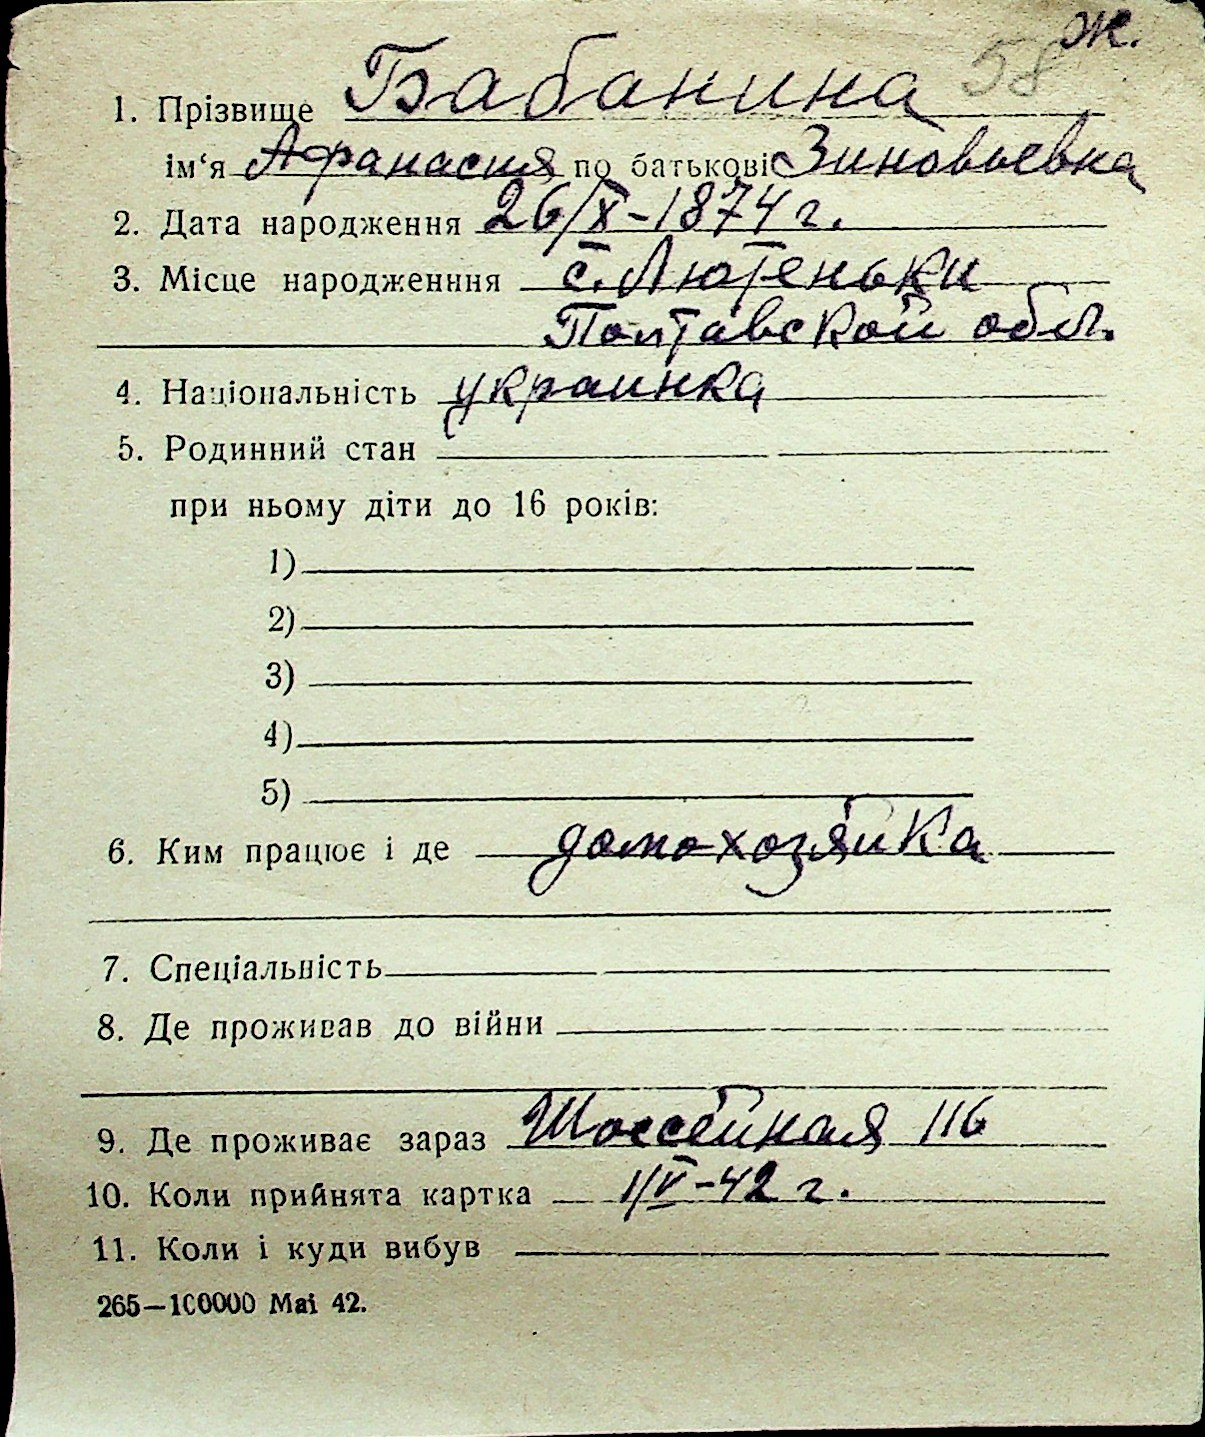 ж.
58
1. Прізвище Бабанина
ім‘я Афранасия по батькові Зиновьевна
2. Дата народження 26/X-1874 г.
3. Місце народженння с. Лютеньки
Полтавской обл.
4. Національність украинка
5. Родинний стан
при ньому діти до 16 років:
1)
2)
3)
4)
5)
6. Ким працює і де домохозяйка
7. Спеціальність
8. Де проживав до війни
9. Де проживає зараз Шоссейная 116
10. Коли прийнята картка 1/V-42 г.
11. Коли і куди вибув
265—100000 Mai 42.